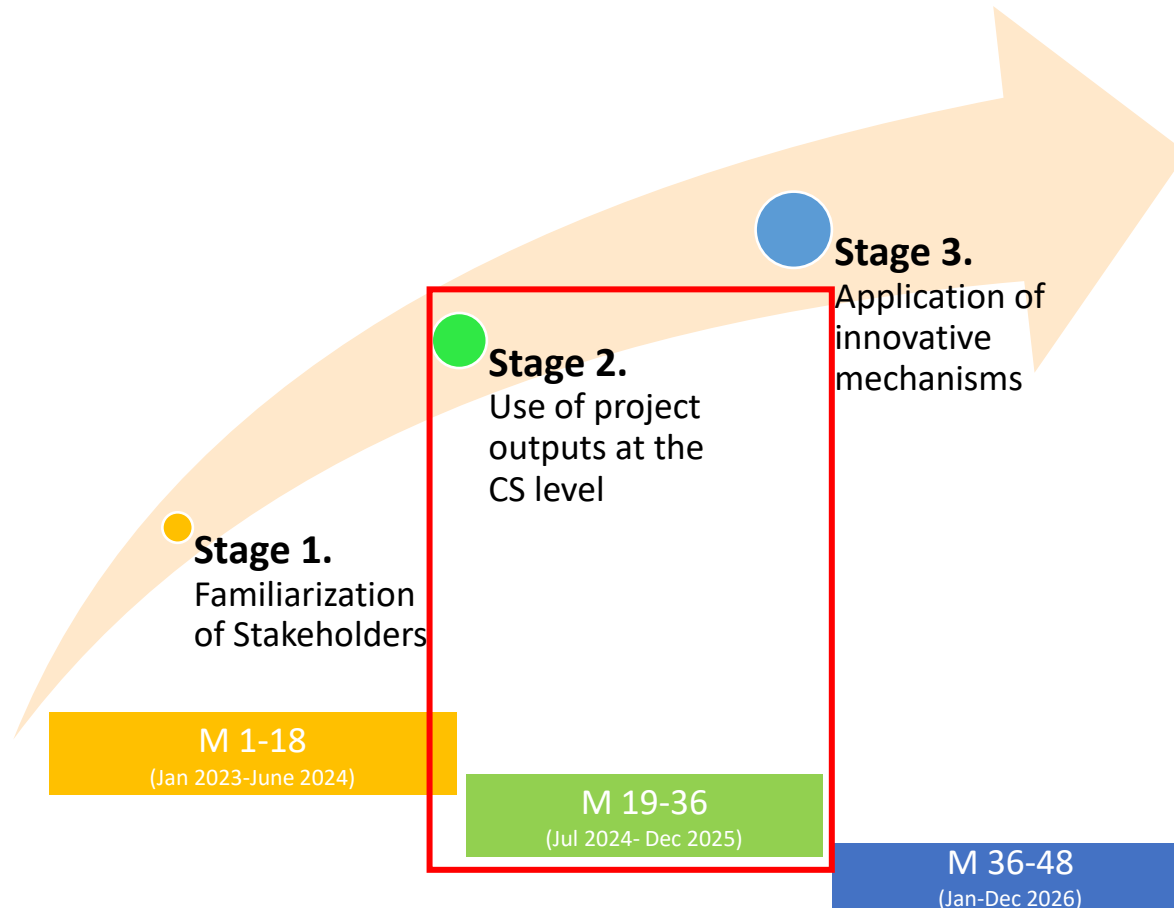 Stage 1.
Familiarization
of Stakeholders
Stage 2.
Use of project
outputs at the
CS level
Stage 3.
Application of
innovative
mechanisms
M 1-18
(Jan 2023-June 2024)
M 19-36
(Jul 2024- Dec 2025)
M 36-48
(Jan-Dec 2026)